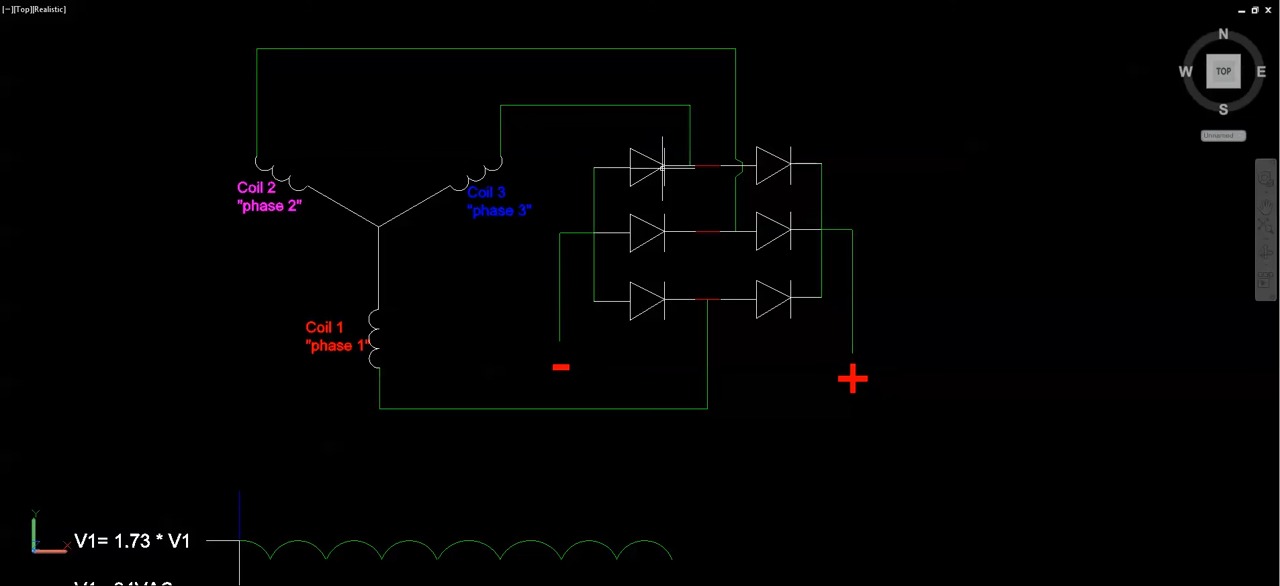 [−][Top][Realistic]
N
W
TOP
E
S
Unnamed
Coil 2
"phase 2"
Coil 3
"phase 3"
Coil 1
"phase 1"
-
+
Y
X
V1= 1.73 * V1